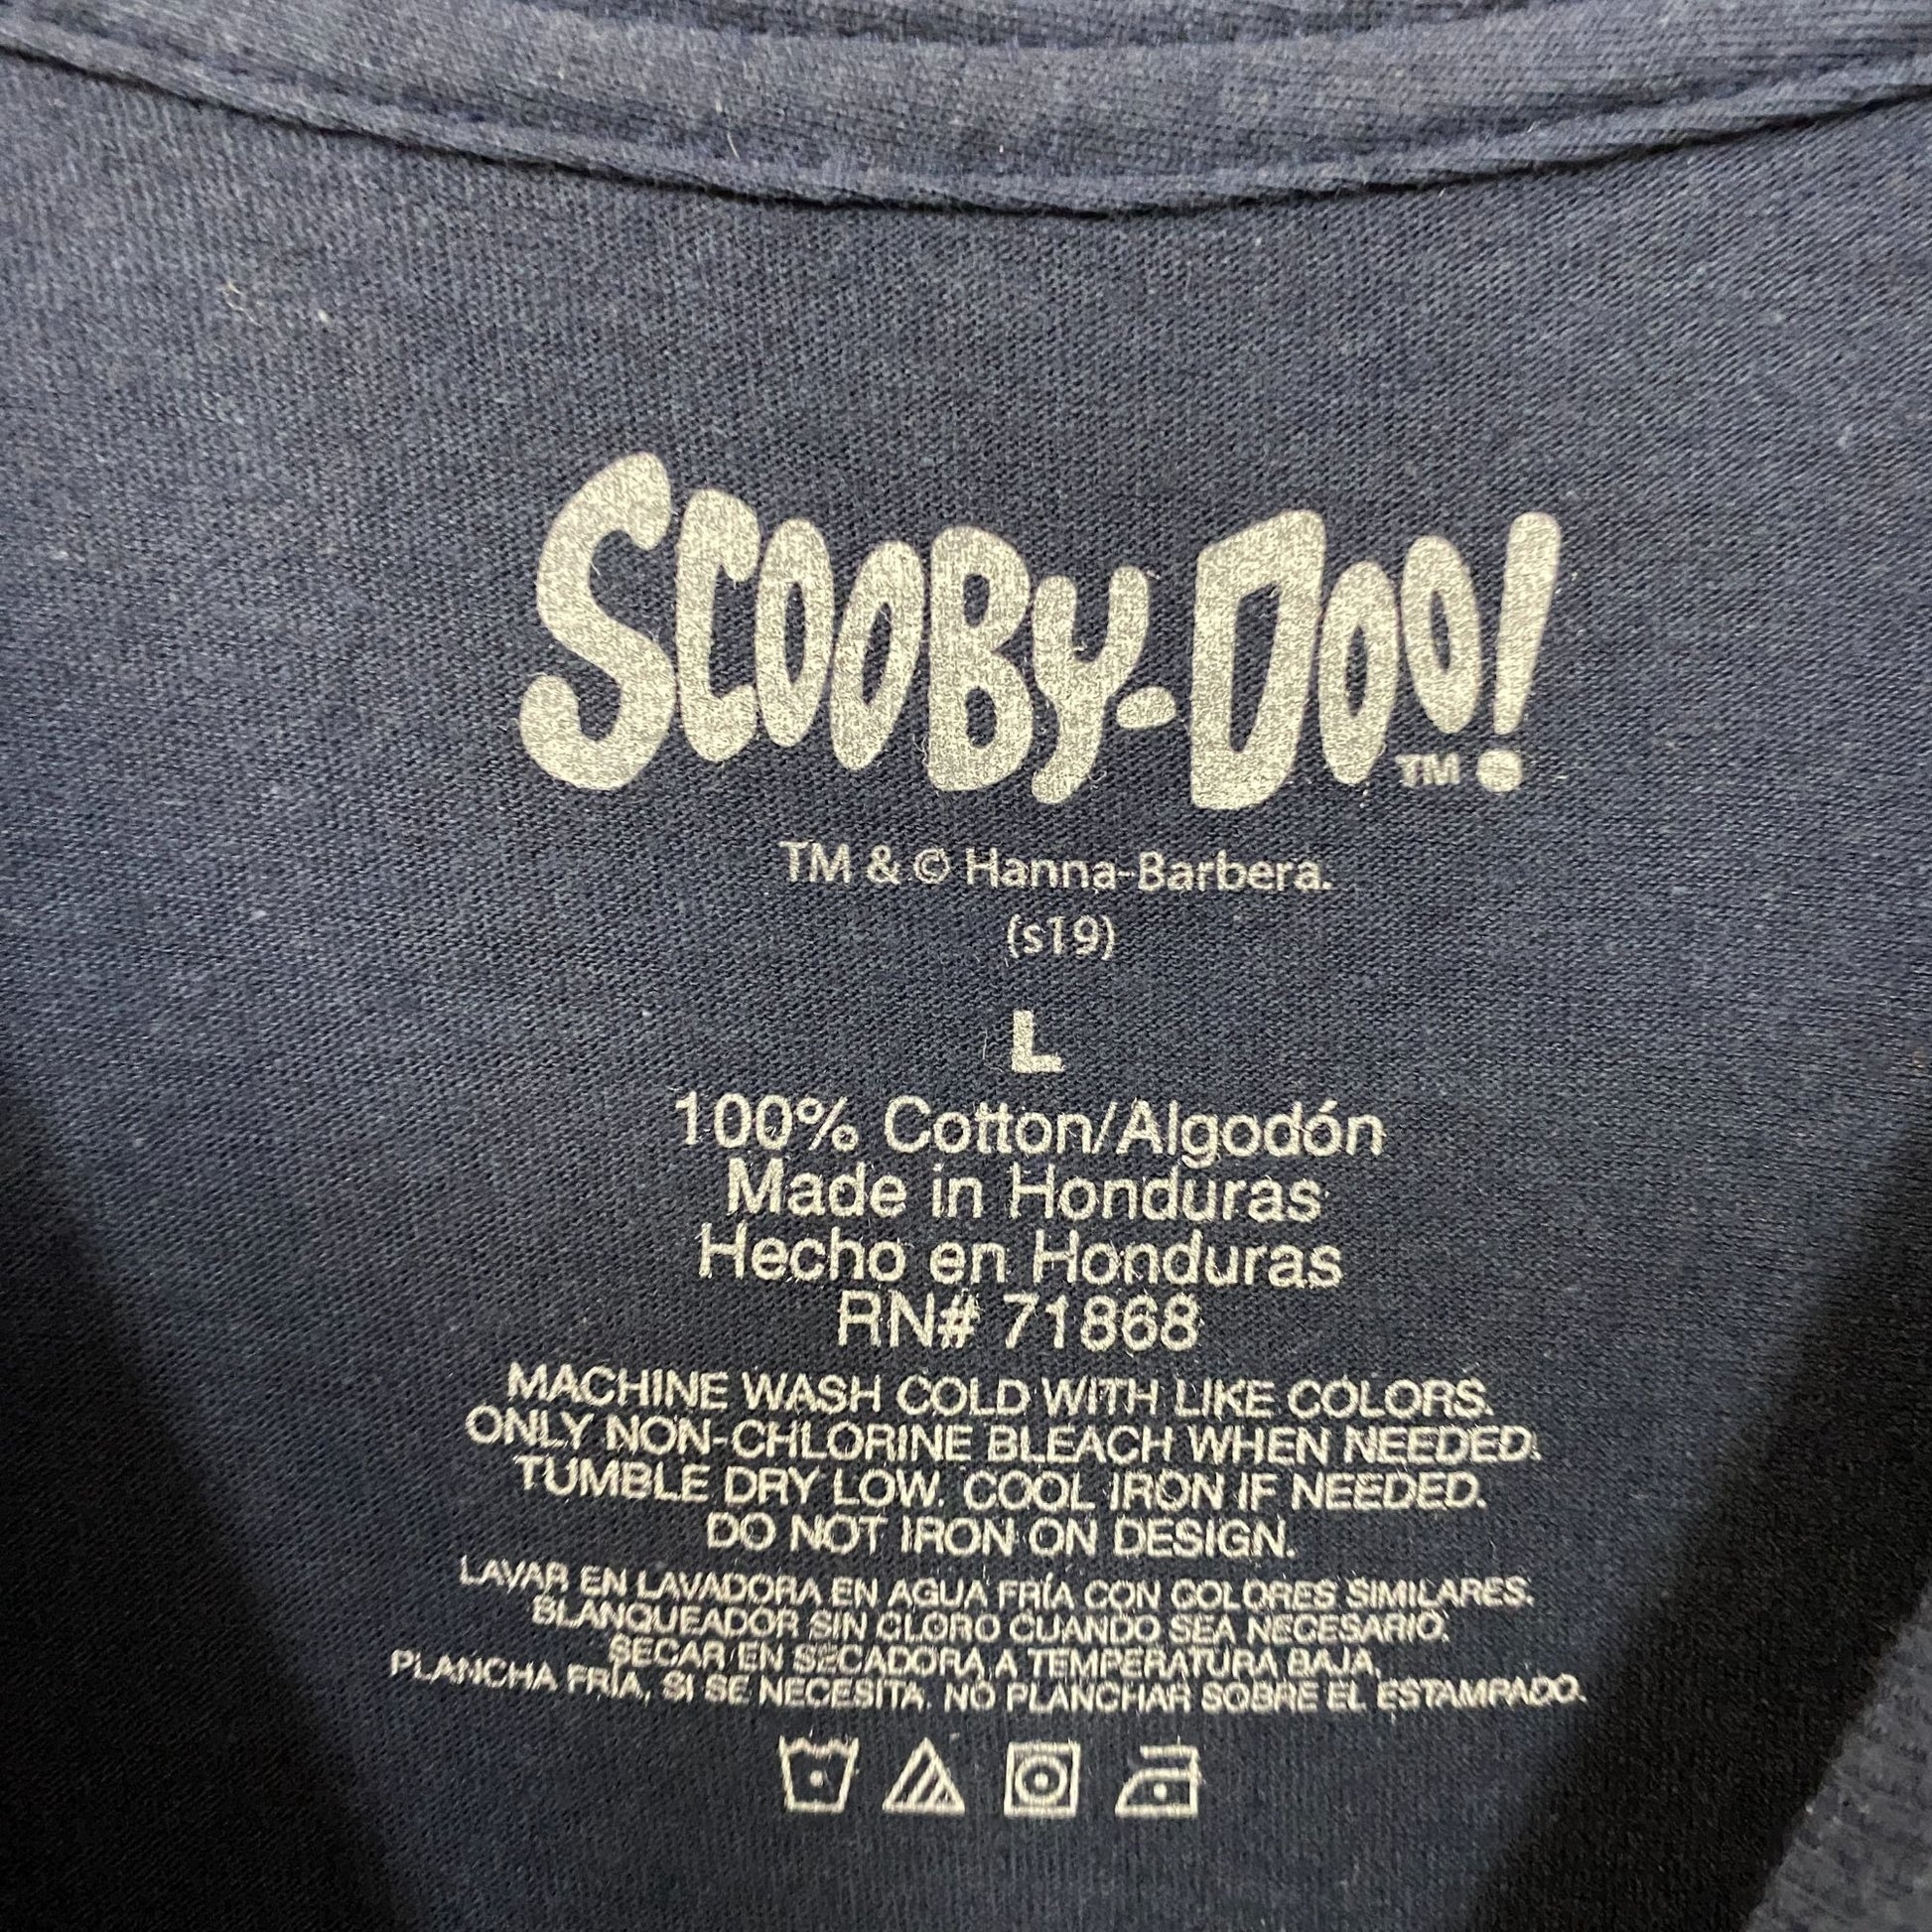 SCOOBY-DOO!
TM
TM & © Hanna-Barbera.
(s19)
L
100% Cotton/Algodón
Made in Honduras
Hecho en Honduras
RN# 71868
MACHINE WASH COLD WITH LIKE COLORS.
ONLY NON-CHLORINE BLEACH WHEN NEEDED.
TUMBLE DRY LOW. COOL IRON IF NEEDED.
DO NOT IRON ON DESIGN.
LAVAR EN LAVADORA EN AGUA FRÍA CON COLORES SIMILARES.
BLANQUEADOR SIN CLORO CUANDO SEA NECESARIO.
SECAR EN SECADORA A TEMPERATURA BAJA.
PLANCHA FRÍA, SI SE NECESITA. NO PLANCHAR SOBRE EL ESTAMPADO.